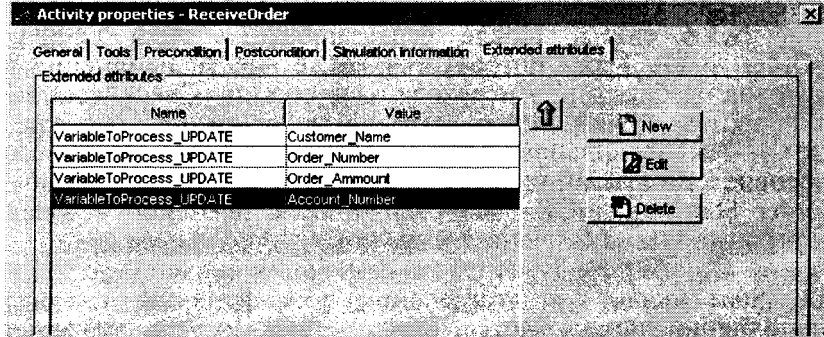 Activity properties - ReceiveOrder
General Tools Precondition Postcondition Simulation information Extended attributes
Extended attributes
Name Value
VariableToProcess_UPDATE Customer_Name
VariableToProcess_UPDATE Order_Number
VariableToProcess_UPDATE Order_Ammount
VariableToProcess_UPDATE Account_Number
New
Edit
Delete